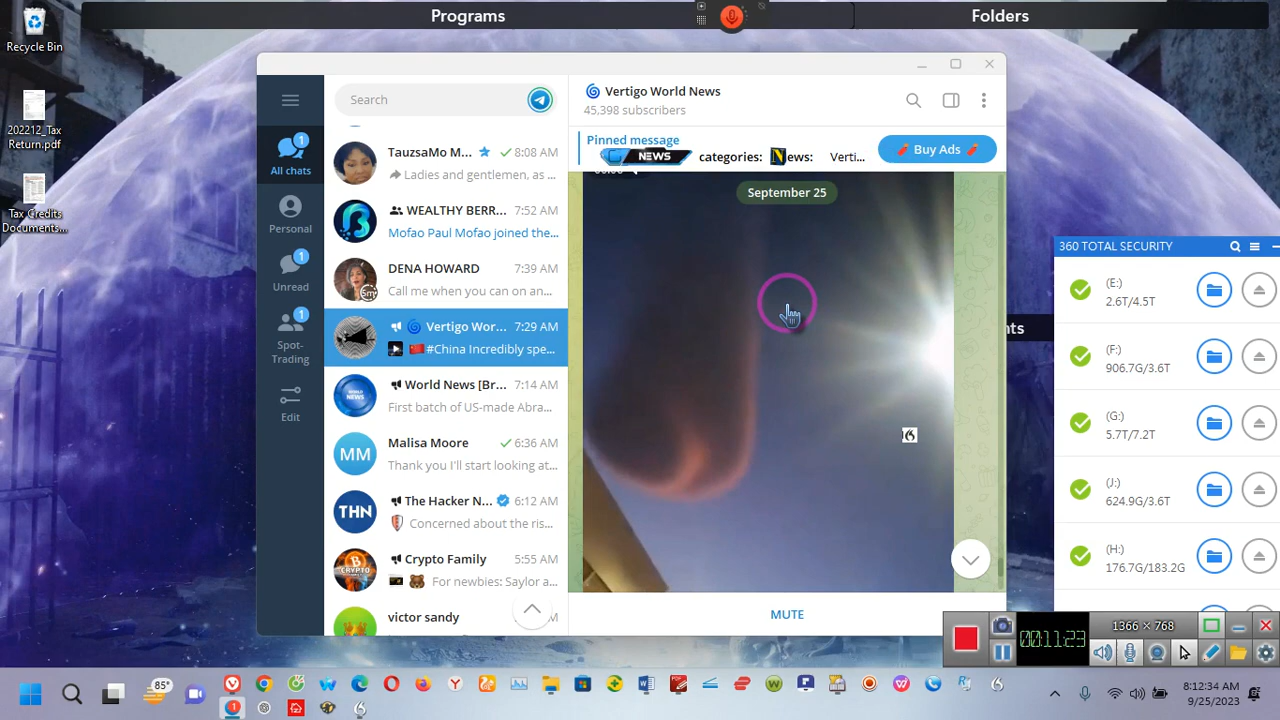 Programs
Folders
Recycle Bin
202212_Tax
Return.pdf
Tax Credits
Documents...
All chats
1
Personal
Unread
1
Spot-
Trading
1
Edit
Search
TauzsaMo M...
8:08 AM
Ladies and gentlemen, as ...
WEALTHY BERR...
7:52 AM
Mofao Paul Mofao joined the...
DENA HOWARD
7:39 AM
Call me when you can on an...
Vertigo Wor...
7:29 AM
#China Incredibly spe...
World News [Br...
7:14 AM
First batch of US-made Abra...
MM
Malisa Moore
6:36 AM
Thank you I'll start looking at...
THN
The Hacker N...
6:12 AM
Concerned about the ris...
Crypto Family
5:55 AM
For newbies: Saylor a...
victor sandy
Vertigo World News
45,398 subscribers
Pinned message
NEWS categories: News: Verti...
Buy Ads
September 25
MUTE
360 TOTAL SECURITY
(E:)
2.6T/4.5T
(F:)
906.7G/3.6T
(G:)
5.7T/7.2T
(J:)
624.9G/3.6T
(H:)
176.7G/183.2G
nts
1366 × 768
00:11:23
85°
8:12:34 AM
9/25/2023